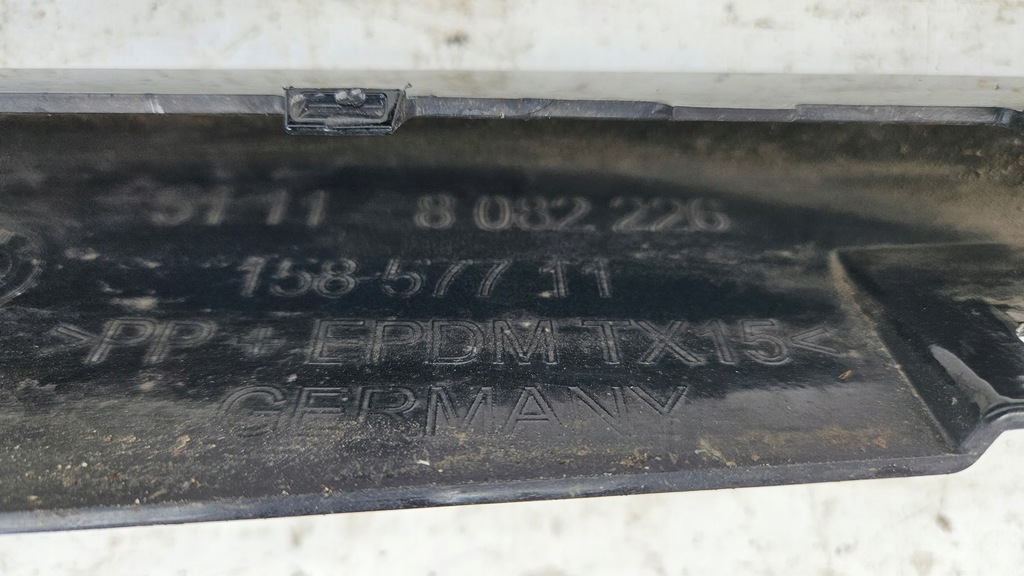 51 11 8 082 226
158 577 11
>PP + EPDM TX15<
GERMANY